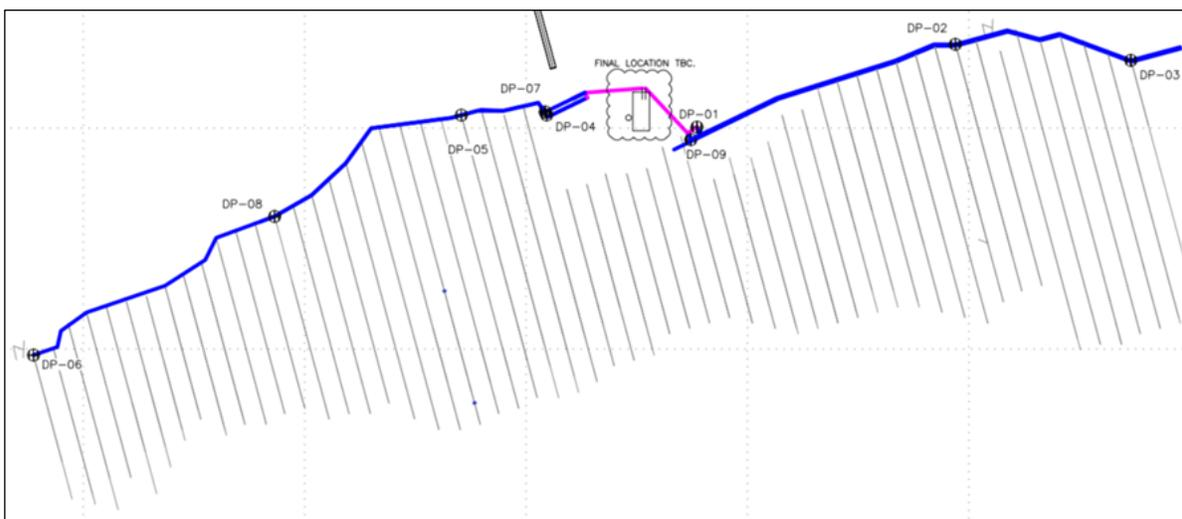 DP-02
DP-03
FINAL LOCATION TBC.
DP-07
DP-04
DP-01
DP-05
DP-09
DP-08
DP-06